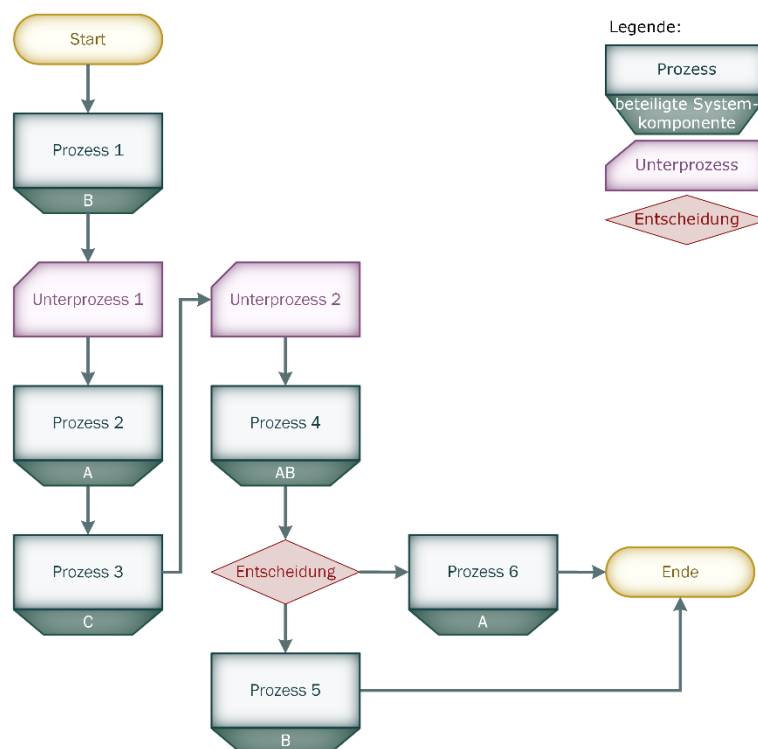 Start
Prozess 1
B
Unterprozess 1
Prozess 2
A
Prozess 3
C
Unterprozess 2
Prozess 4
AB
Entscheidung
Prozess 5
B
Prozess 6
A
Ende
Legende:
Prozess
beteiligte System-
komponente
Unterprozess
Entscheidung